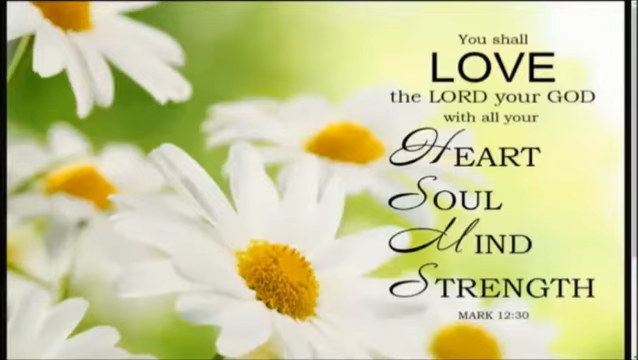 You shall
LOVE
the LORD your GOD
with all your
HEART
SOUL
MIND
STRENGTH
MARK 12:30